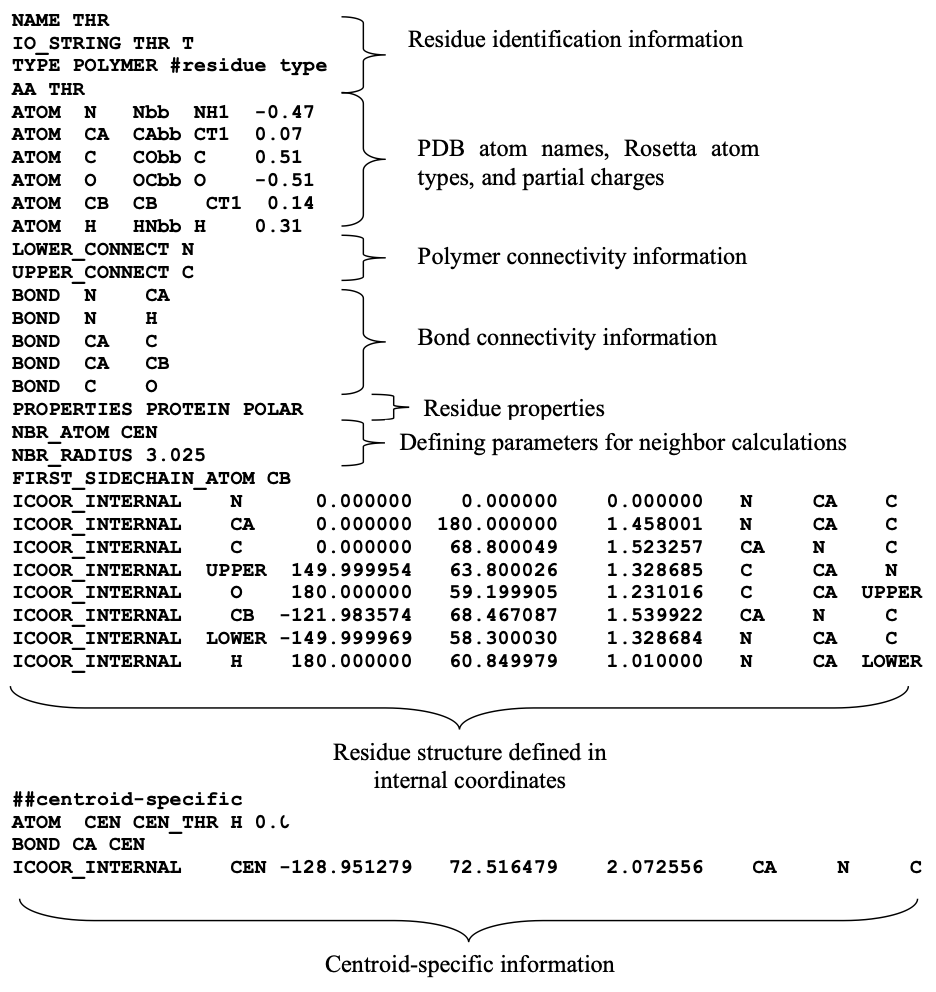 NAME THR
IO_STRING THR T
TYPE POLYMER #residue type
AA THR
Residue identification information
ATOM N Nbb NH1 -0.47
ATOM CA CAbb CT1 0.07
ATOM C CObb C 0.51
ATOM O OCbb O -0.51
ATOM CB CB CT1 0.14
ATOM H HNbb H 0.31
PDB atom names, Rosetta atom
types, and partial charges
LOWER_CONNECT N
UPPER_CONNECT C
Polymer connectivity information
BOND N CA
BOND N H
BOND CA C
BOND CA CB
BOND C O
Bond connectivity information
PROPERTIES PROTEIN POLAR
Residue properties
NBR_ATOM CEN
NBR_RADIUS 3.025
Defining parameters for neighbor calculations
FIRST_SIDECHAIN_ATOM CB
ICOOR_INTERNAL N 0.000000 0.000000 0.000000 N CA C
ICOOR_INTERNAL CA 0.000000 180.000000 1.458001 N CA C
ICOOR_INTERNAL C 0.000000 68.800049 1.523257 CA N C
ICOOR_INTERNAL UPPER 149.999954 63.800026 1.328685 C CA N
ICOOR_INTERNAL O 180.000000 59.199905 1.231016 C CA UPPER
ICOOR_INTERNAL CB -121.983574 68.467087 1.539922 CA N C
ICOOR_INTERNAL LOWER -149.999969 58.300030 1.328684 N CA C
ICOOR_INTERNAL H 180.000000 60.849979 1.010000 N CA LOWER
Residue structure defined in
internal coordinates
##centroid-specific
ATOM CEN CEN_THR H 0.0
BOND CA CEN
ICOOR_INTERNAL CEN -128.951279 72.516479 2.072556 CA N C
Centroid-specific information